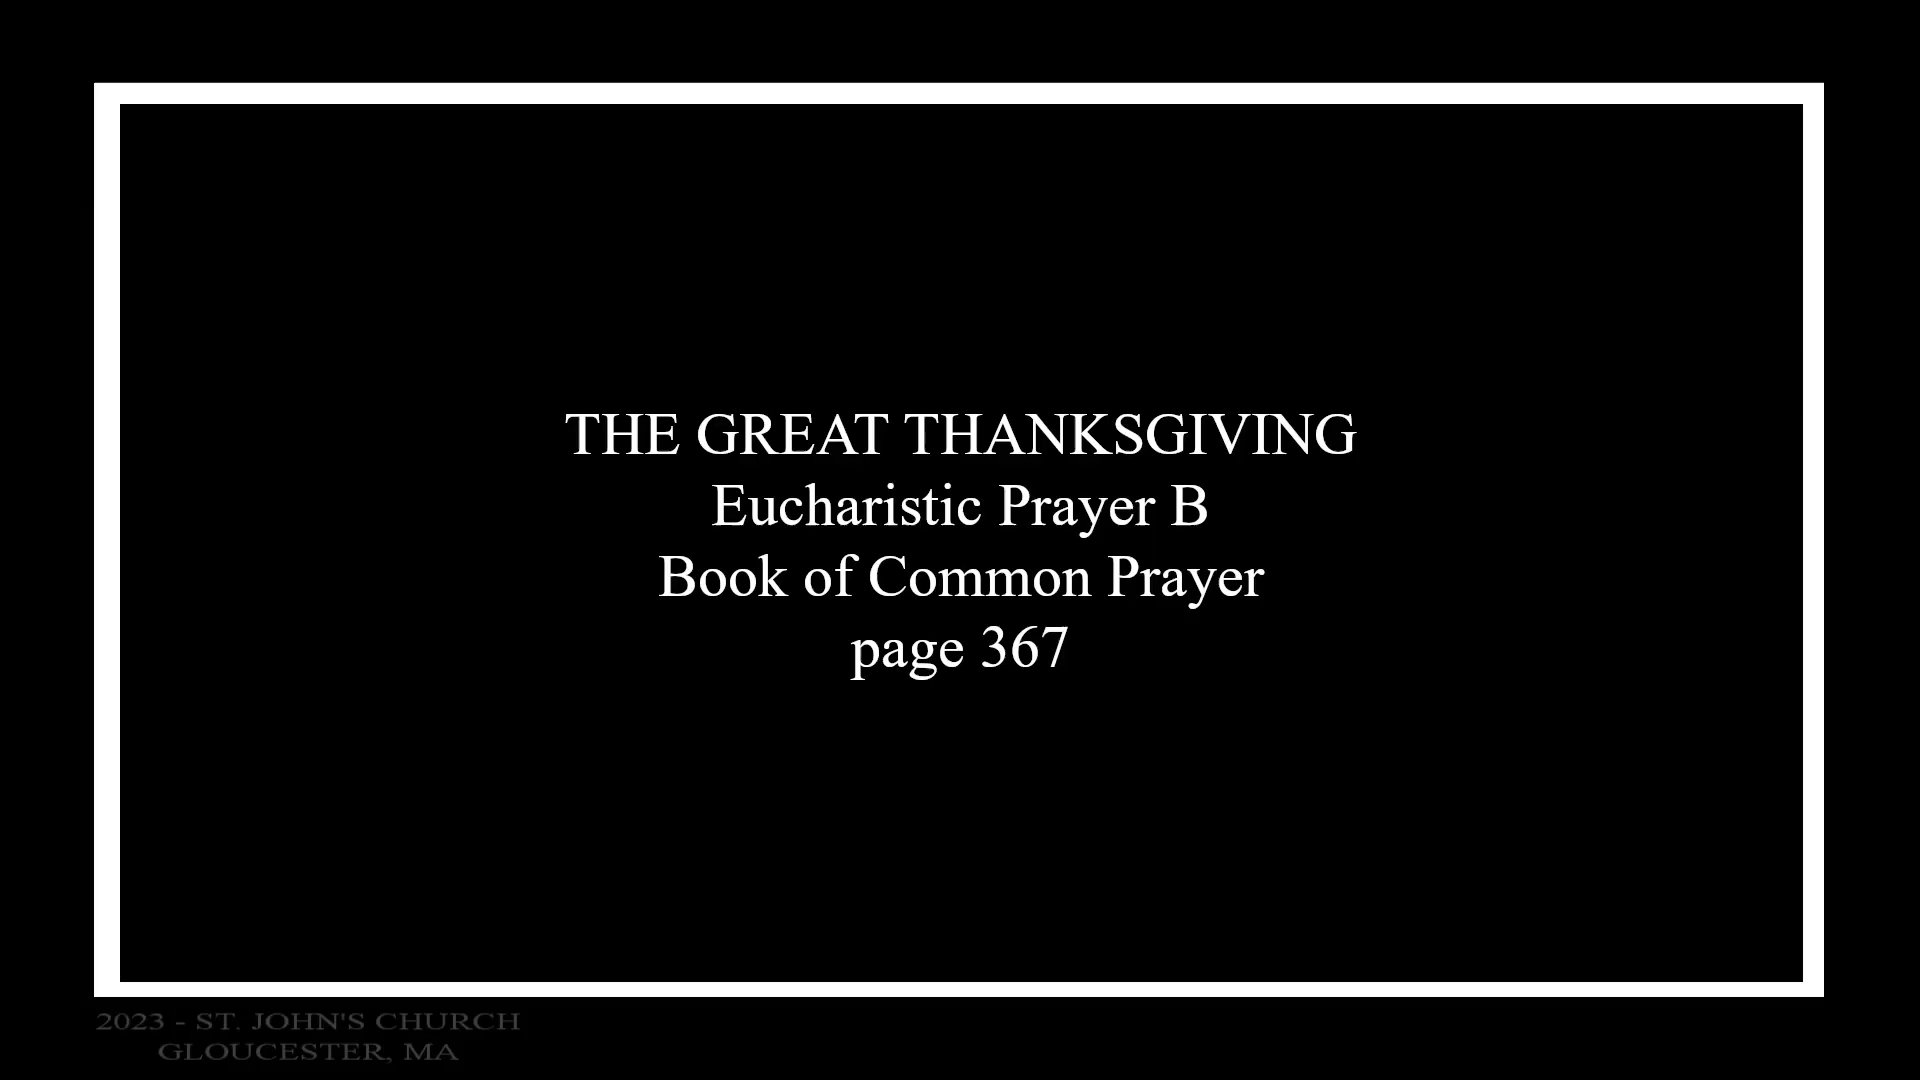 THE GREAT THANKSGIVING
Eucharistic Prayer B
Book of Common Prayer
page 367
2023 - ST. JOHN'S CHURCH
GLOUCESTER, MA